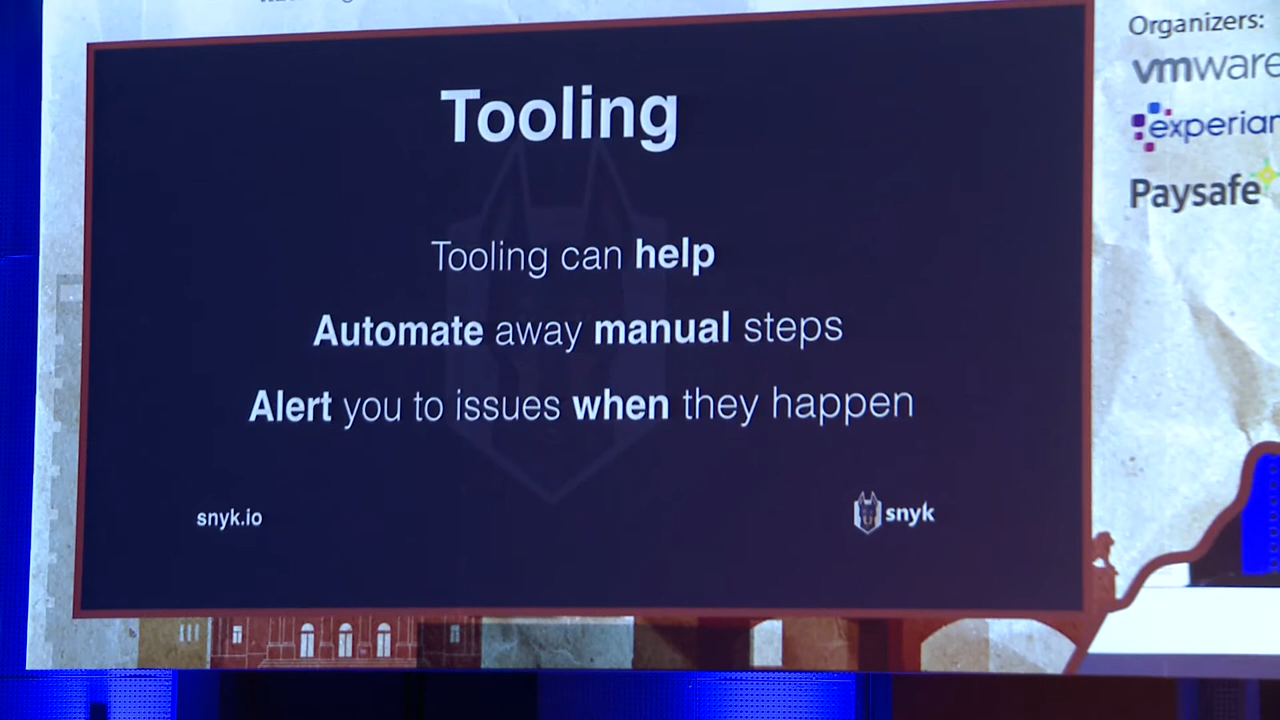 Tooling
Tooling can help
Automate away manual steps
Alert you to issues when they happen
snyk.io
snyk
Organizers:
vmware
experian
Paysafe